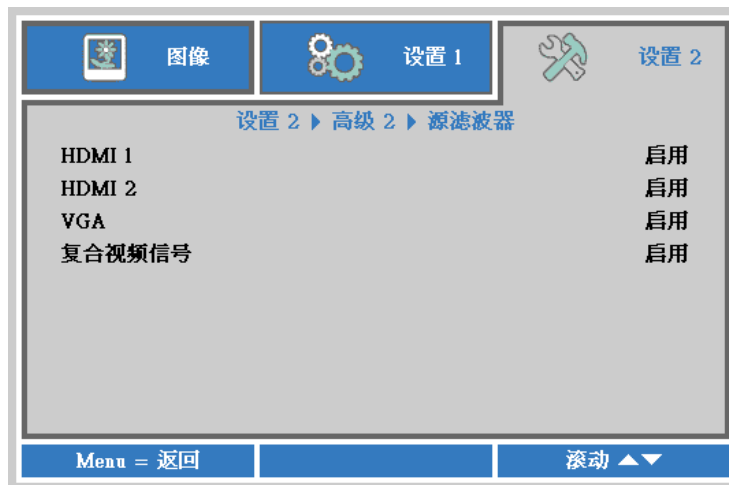 图像 设置 1 设置 2
设置 2 ▶ 高级 2 ▶ 源滤波器
HDMI 1 启用
HDMI 2 启用
VGA 启用
复合视频信号 启用
Menu = 返回 滚动 ▲▼